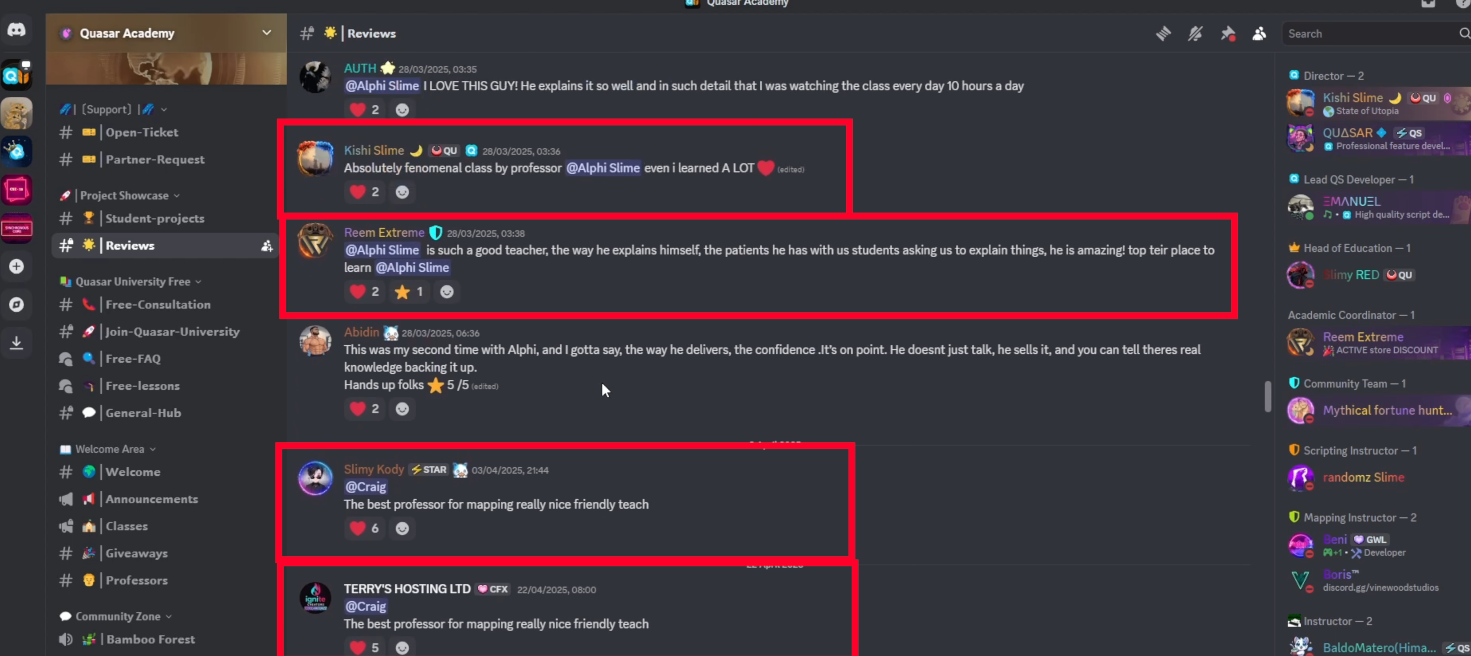 Quasar Academy
Quasar Academy
[Support]
Open-Ticket
Partner-Request
Project Showcase
Student-projects
Reviews
Quasar University Free
Free-Consultation
Join-Quasar-University
Free-FAQ
Free-lessons
General-Hub
Welcome Area
Welcome
Announcements
Classes
Giveaways
Professors
Community Zone
Bamboo Forest
# | Reviews
AUTH 28/03/2025, 03:35
@Alphi Slime I LOVE THIS GUY! He explains it so well and in such detail that I was watching the class every day 10 hours a day
2
Kishi Slime QU 28/03/2025, 03:36
Absolutely fenomenal class by professor @Alphi Slime even i learned A LOT (edited)
2
Reem Extreme 28/03/2025, 03:38
@Alphi Slime is such a good teacher, the way he explains himself, the patients he has with us students asking us to explain things, he is amazing! top teir place to
learn @Alphi Slime
2 1
Abidin 28/03/2025, 06:36
This was my second time with Alphi, and I gotta say, the way he delivers, the confidence .It's on point. He doesnt just talk, he sells it, and you can tell theres real
knowledge backing it up.
Hands up folks 5 /5 (edited)
2
Slimy Kody STAR 03/04/2025, 21:44
@Craig
The best professor for mapping really nice friendly teach
6
22 April 2025
TERRY'S HOSTING LTD CFX 22/04/2025, 08:00
@Craig
The best professor for mapping really nice friendly teach
5
Search
Director — 2
Kishi Slime QU
State of Utopia
QUΔSAR QS
Professional feature devel...
Lead QS Developer — 1
ΞMΛNUEL
High quality script de...
Head of Education — 1
Slimy RED QU
Academic Coordinator — 1
Reem Extreme
ACTIVE store DISCOUNT
Community Team — 1
Mythical fortune hunt...
Scripting Instructor — 1
randomz Slime
Mapping Instructor — 2
Beni GWL
+1 • Developer
Boris™
discord.gg/vinewoodstudios
Instructor — 2
BaldoMatero(Hima... QS